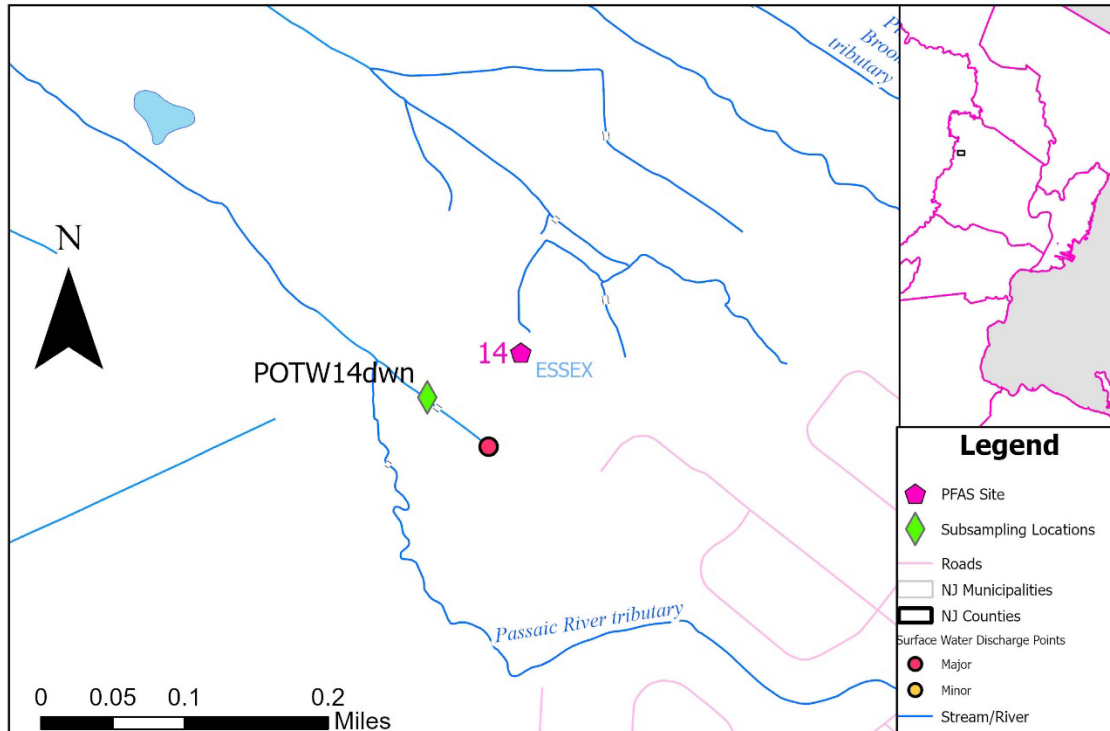 Brook
tributary
N
14
ESSEX
POTW14dwn
Passaic River tributary
0 0.05 0.1 0.2
Miles
Legend
PFAS Site
Subsampling Locations
Roads
NJ Municipalities
NJ Counties
Surface Water Discharge Points
Major
Minor
Stream/River